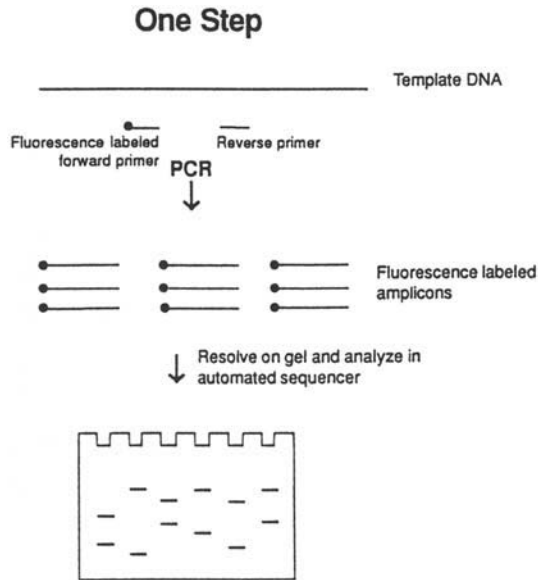 One Step
Template DNA
Fluorescence labeled
forward primer
Reverse primer
PCR
Fluorescence labeled
amplicons
Resolve on gel and analyze in
automated sequencer